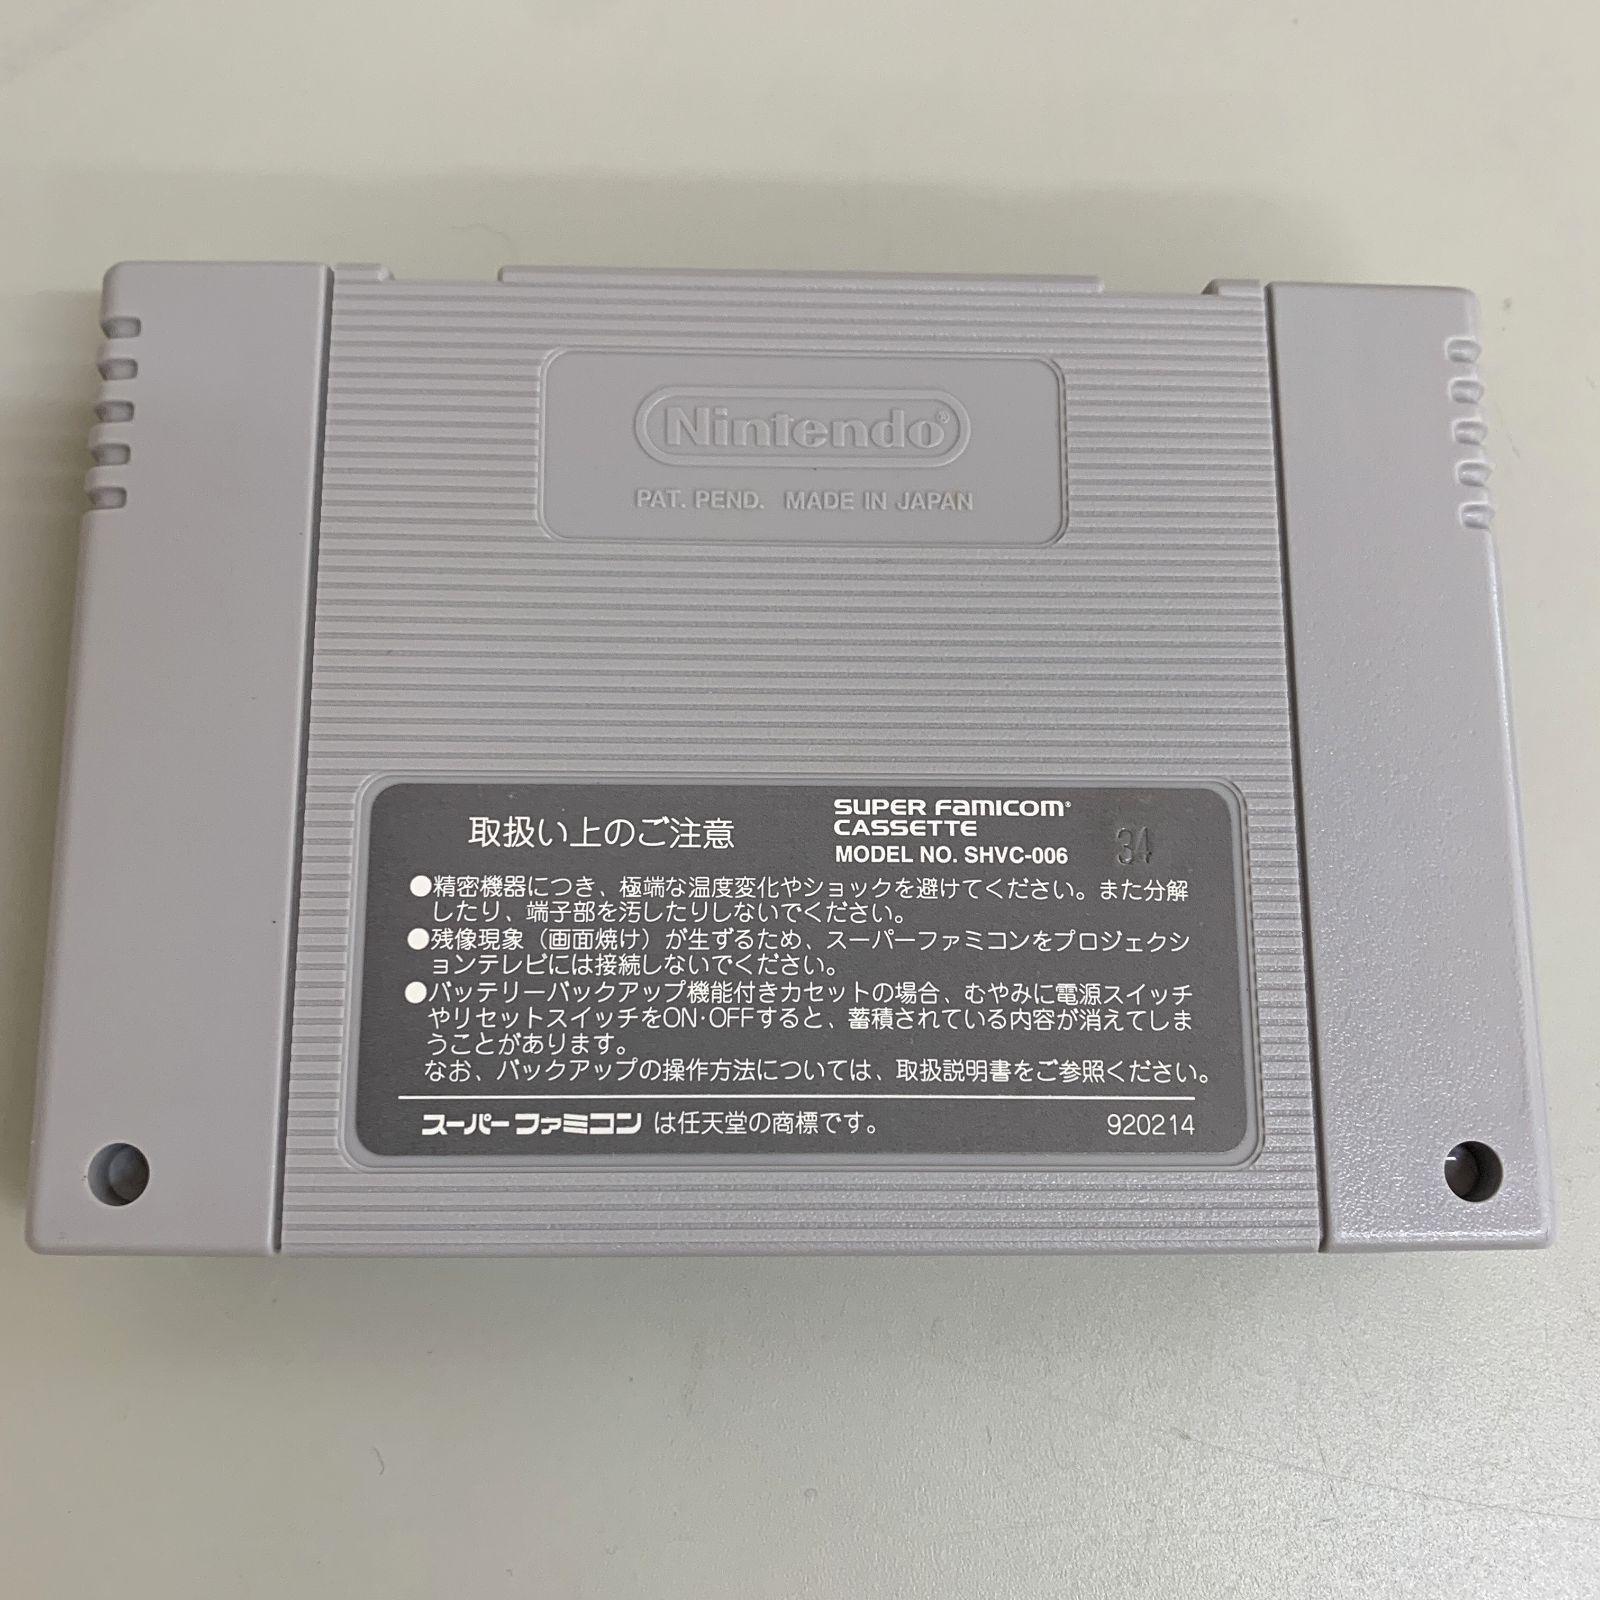 Nintendo®
PAT. PEND. MADE IN JAPAN
取扱い上のご注意
SUPER FAMICOM®
CASSETTE
MODEL NO. SHVC-006
34
●精密機器につき、極端な温度変化やショックを避けてください。また分解
したり、端子部を汚したりしないでください。
●残像現象（画面焼け）が生ずるため、スーパーファミコンをプロジェクシ
ョンテレビには接続しないでください。
●バッテリーバックアップ機能付きカセットの場合、むやみに電源スイッチ
やリセットスイッチをON・OFFすると、蓄積されている内容が消えてしま
うことがあります。
なお、バックアップの操作方法については、取扱説明書をご参照ください。
スーパーファミコン は任天堂の商標です。
920214